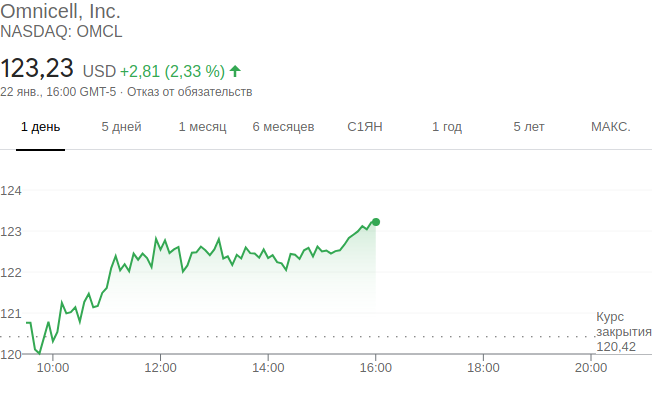 Omnicell, Inc.
NASDAQ: OMCL
123,23 USD +2,81 (2,33 %)
22 янв., 16:00 GMT-5 · Отказ от обязательств
1 день 5 дней 1 месяц 6 месяцев С1ЯН 1 год 5 лет МАКС.
124
123
122
121
120
Курс
закрытия
120,42
10:00 12:00 14:00 16:00 18:00 20:00